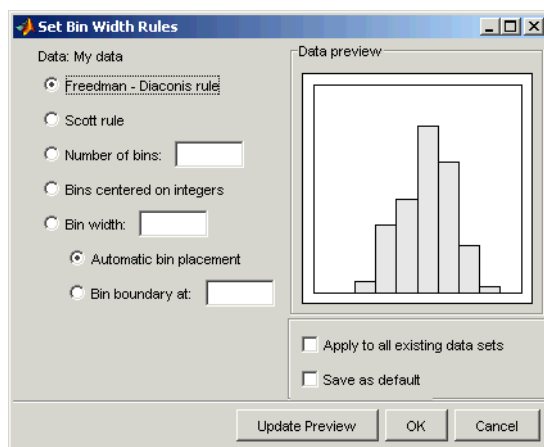 Set Bin Width Rules
Data: My data
Freedman - Diaconis rule
Scott rule
Number of bins:
Bins centered on integers
Bin width:
Automatic bin placement
Bin boundary at:
Data preview
Apply to all existing data sets
Save as default
Update Preview
OK
Cancel